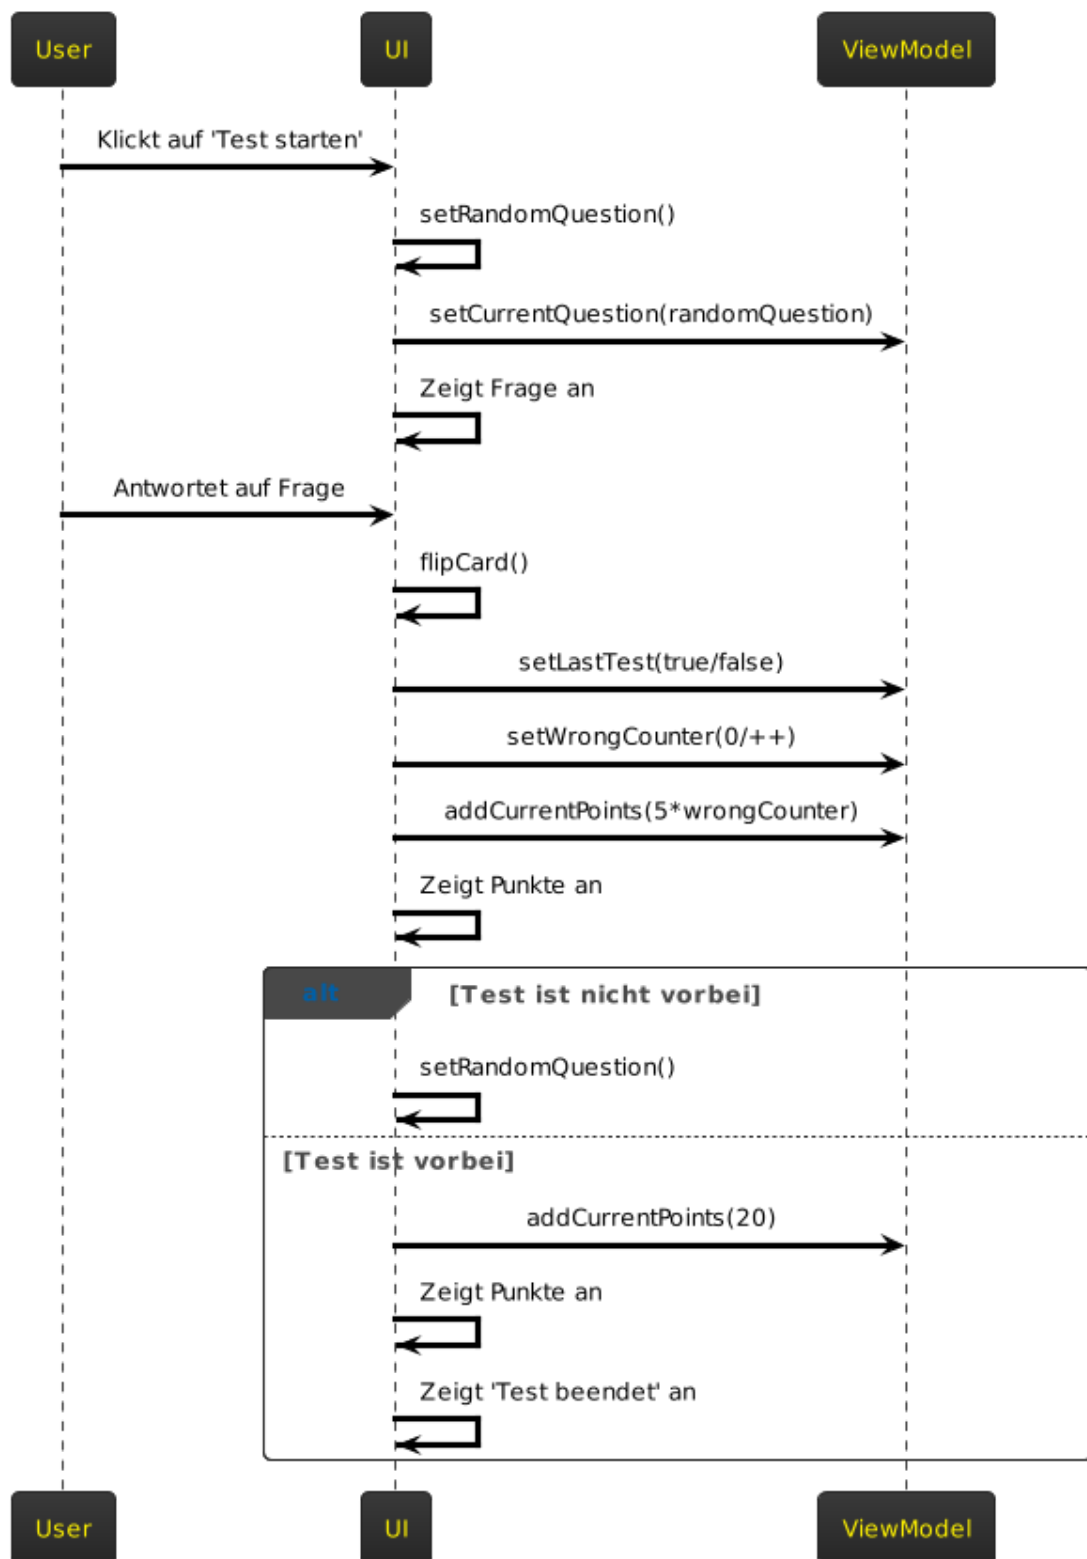 User UI ViewModel
Klickt auf 'Test starten'
setRandomQuestion()
setCurrentQuestion(randomQuestion)
Zeigt Frage an
Antwortet auf Frage
flipCard()
setLastTest(true/false)
setWrongCounter(0/++)
addCurrentPoints(5*wrongCounter)
Zeigt Punkte an
alt [Test ist nicht vorbei]
setRandomQuestion()
[Test ist vorbei]
addCurrentPoints(20)
Zeigt Punkte an
Zeigt 'Test beendet' an
User UI ViewModel